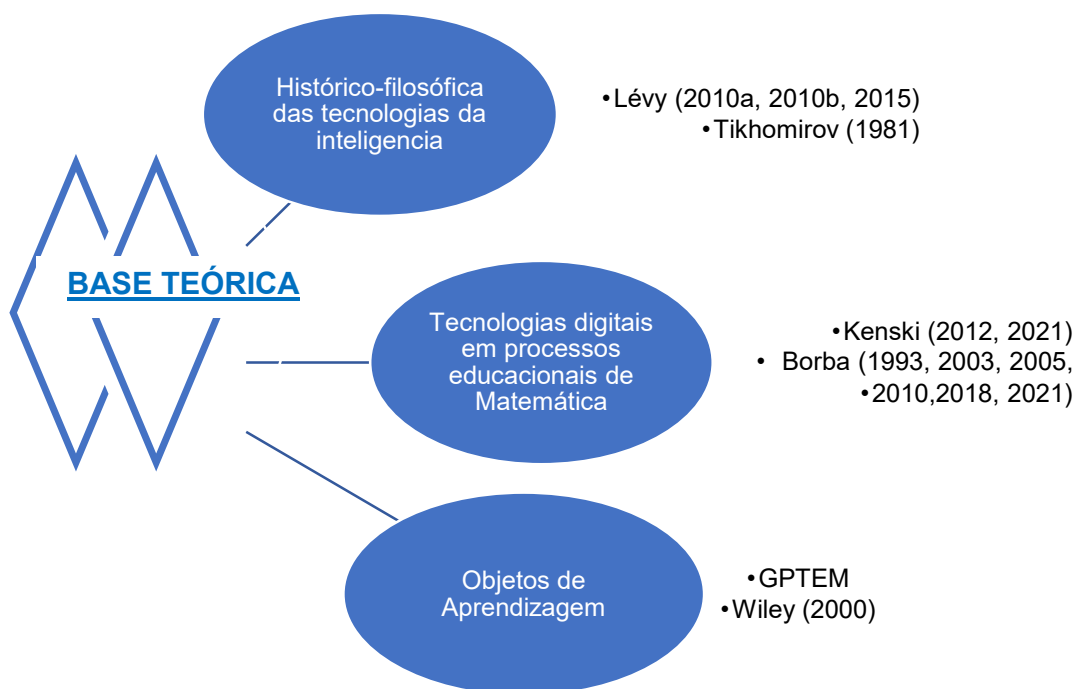 Histórico-filosófica
das tecnologias da
inteligencia
•Lévy (2010a, 2010b, 2015)
•Tikhomirov (1981)
BASE TEÓRICA
Tecnologias digitais
em processos
educacionais de
Matemática
•Kenski (2012, 2021)
• Borba (1993, 2003, 2005,
•2010,2018, 2021)
Objetos de
Aprendizagem
•GPTEM
•Wiley (2000)